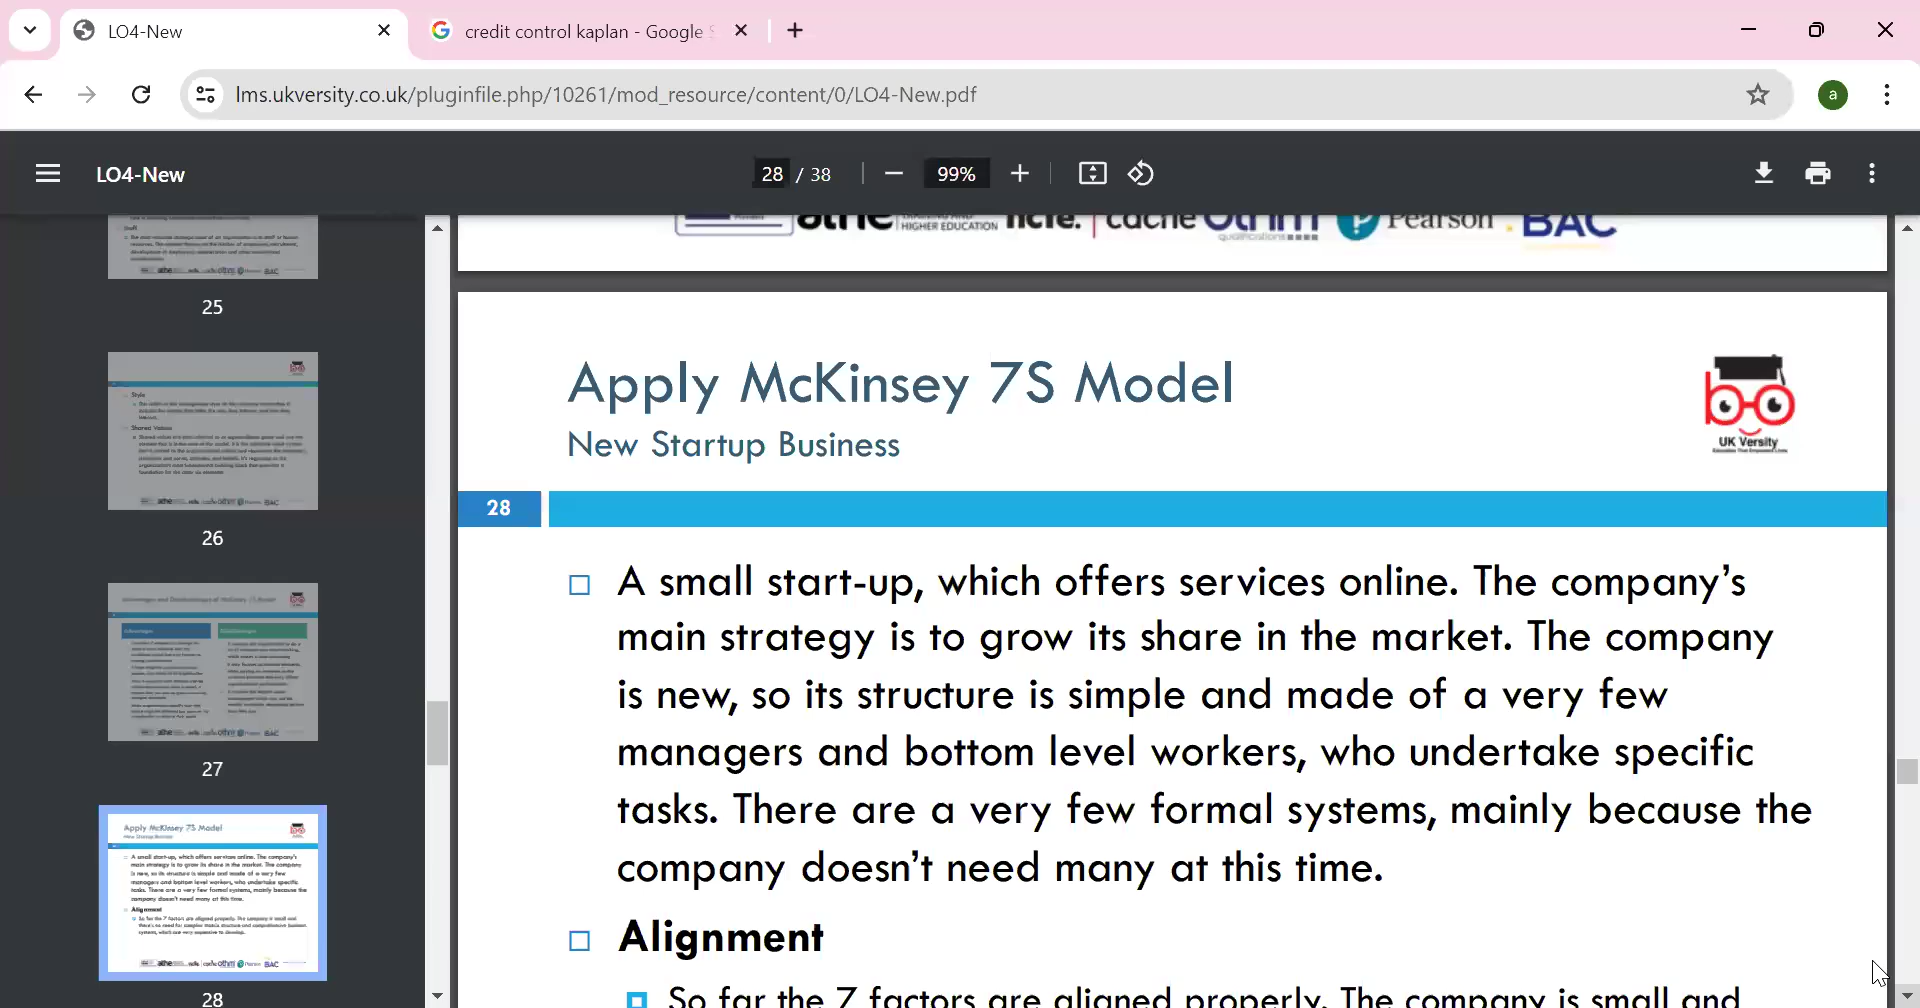 LO4-New
credit control kaplan - Google
lms.ukversity.co.uk/pluginfile.php/10261/mod_resource/content/0/LO4-New.pdf
a
LO4-New
28 / 38
99%
25
26
27
28
HIGHER EDUCATION
cache
Pearson
BAC
Apply McKinsey 7S Model
New Startup Business
UK Versity
28
A small start-up, which offers services online. The company's
main strategy is to grow its share in the market. The company
is new, so its structure is simple and made of a very few
managers and bottom level workers, who undertake specific
tasks. There are a very few formal systems, mainly because the
company doesn't need many at this time.
Alignment
So far the 7 factors are aligned properly. The company is small and